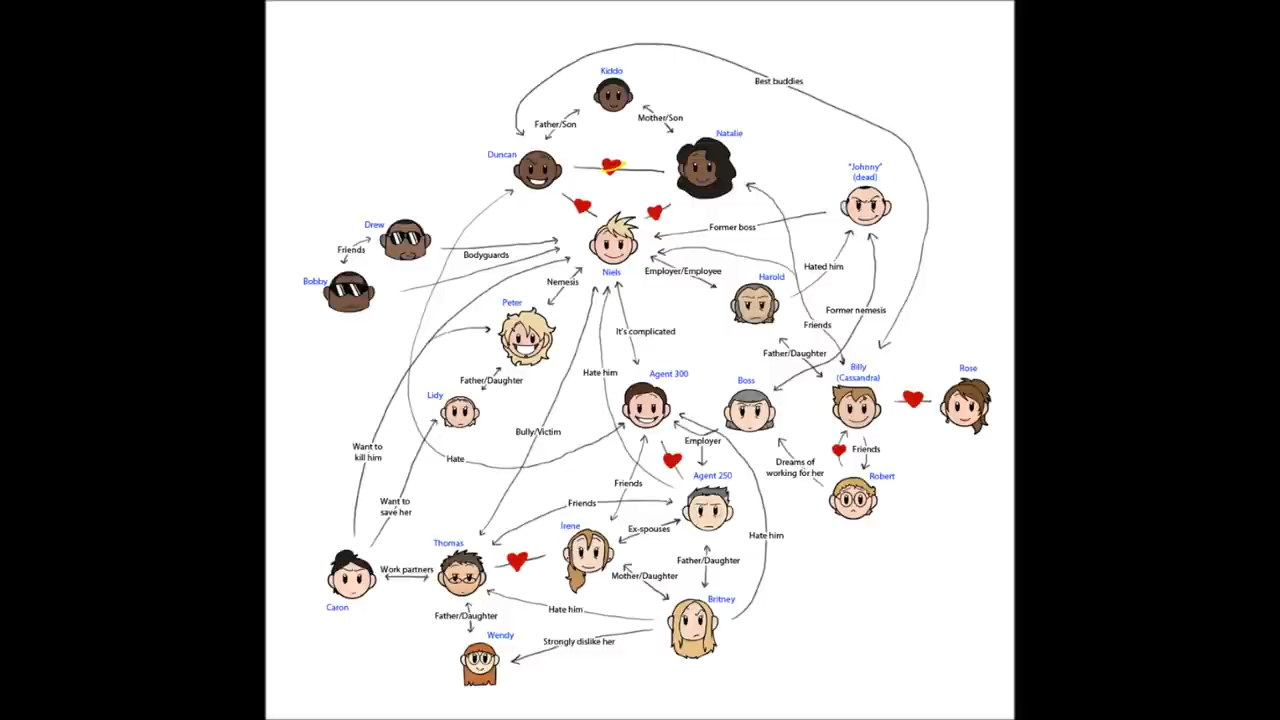 Kiddo
Best buddies
Father/Son
Mother/Son
Natalie
Duncan
"Johnny"
(dead)
Drew
Former boss
Friends
Bodyguards
Niels
Employer/Employee
Hated him
Bobby
Nemesis
Harold
Peter
Former nemesis
It's complicated
Friends
Father/Daughter
Billy
(Cassandra)
Rose
Hate him
Agent 300
Boss
Father/Daughter
Lidy
Bully/Victim
Employer
Want to
kill him
Friends
Hate
Dreams of
working for her
Robert
Agent 250
Friends
Want to
save her
Friends
Irene
Ex-spouses
Hate him
Thomas
Father/Daughter
Work partners
Mother/Daughter
Caron
Britney
Hate him
Father/Daughter
Wendy
Strongly dislike her